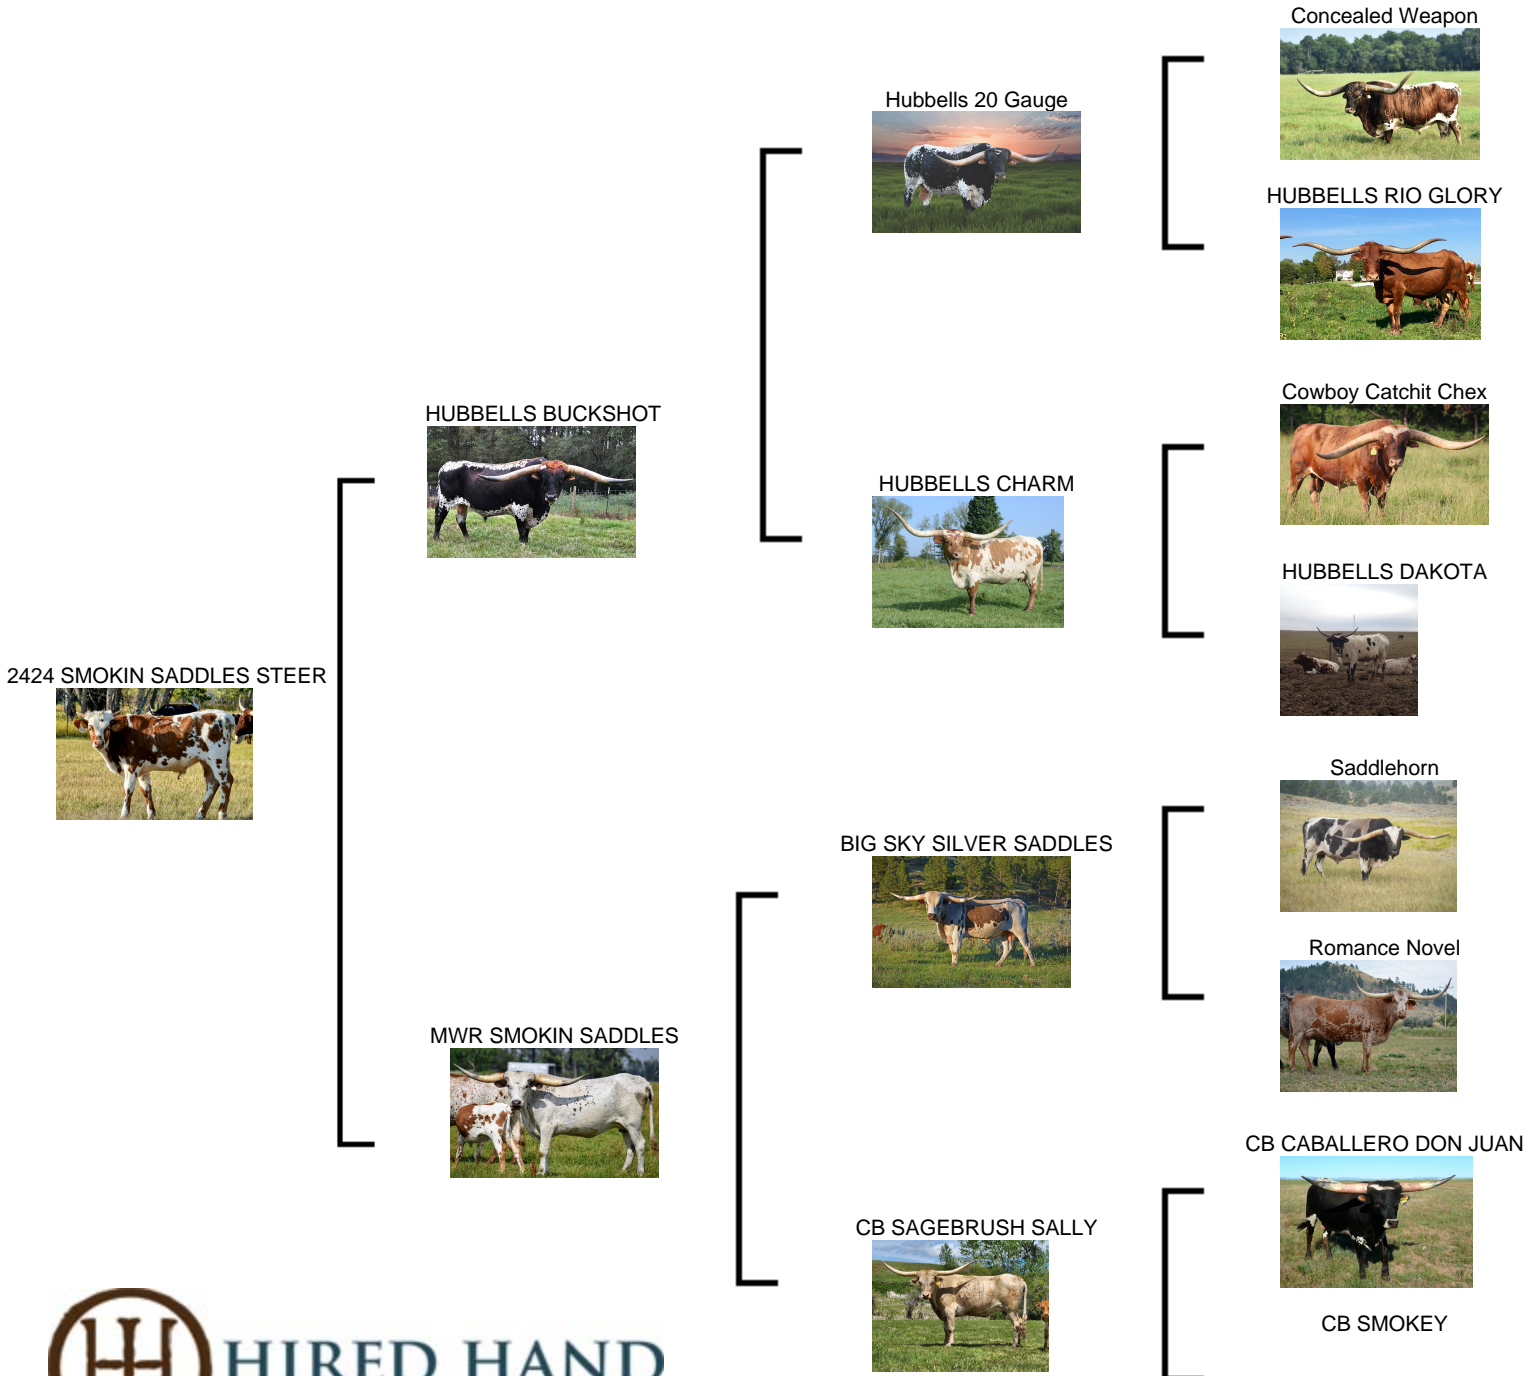 Concealed Weapon
Hubbells 20 Gauge
HUBBELLS RIO GLORY
Cowboy Catchit Chex
HUBBELLS BUCKSHOT
HUBBELLS CHARM
HUBBELLS DAKOTA
2424 SMOKIN SADDLES STEER
Saddlehorn
BIG SKY SILVER SADDLES
Romance Novel
MWR SMOKIN SADDLES
CB CABALLERO DON JUAN
CB SAGEBRUSH SALLY
CB SMOKEY
HIRED HAND